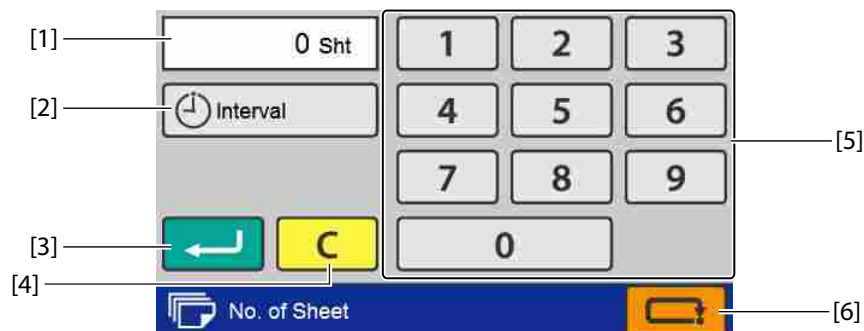 [1] 0 Sht 1 2 3
[2] Interval 4 5 6 [5]
7 8 9
[3] C 0
[4]
No. of Sheet [6]